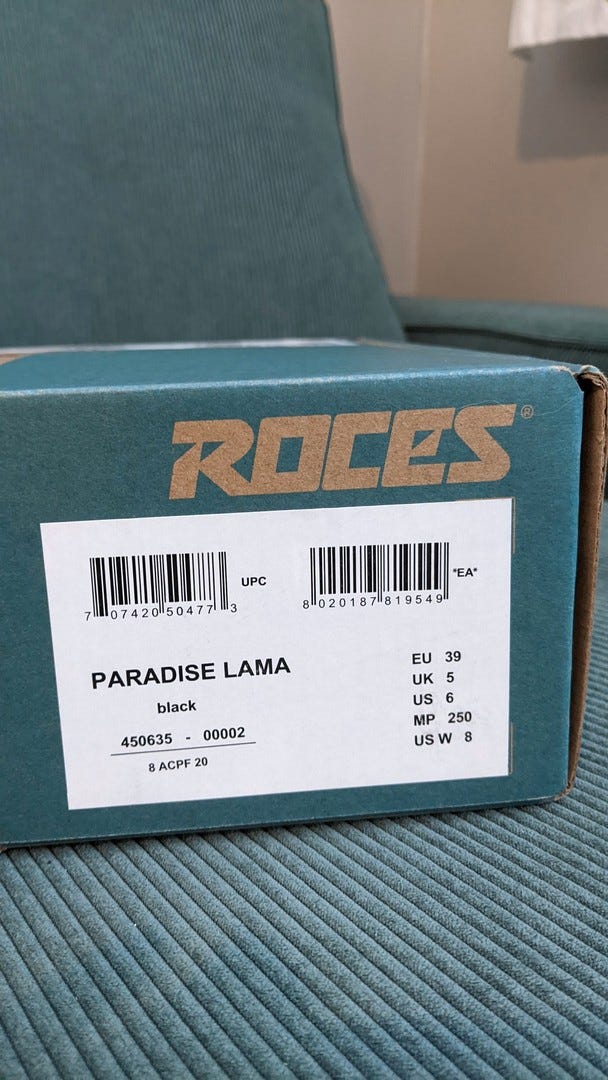 ROCES®
7 07420 50477 3 UPC
8 020187 819549 *EA*
PARADISE LAMA
black
450635 - 00002
8 ACPF 20
EU 39
UK 5
US 6
MP 250
US W 8